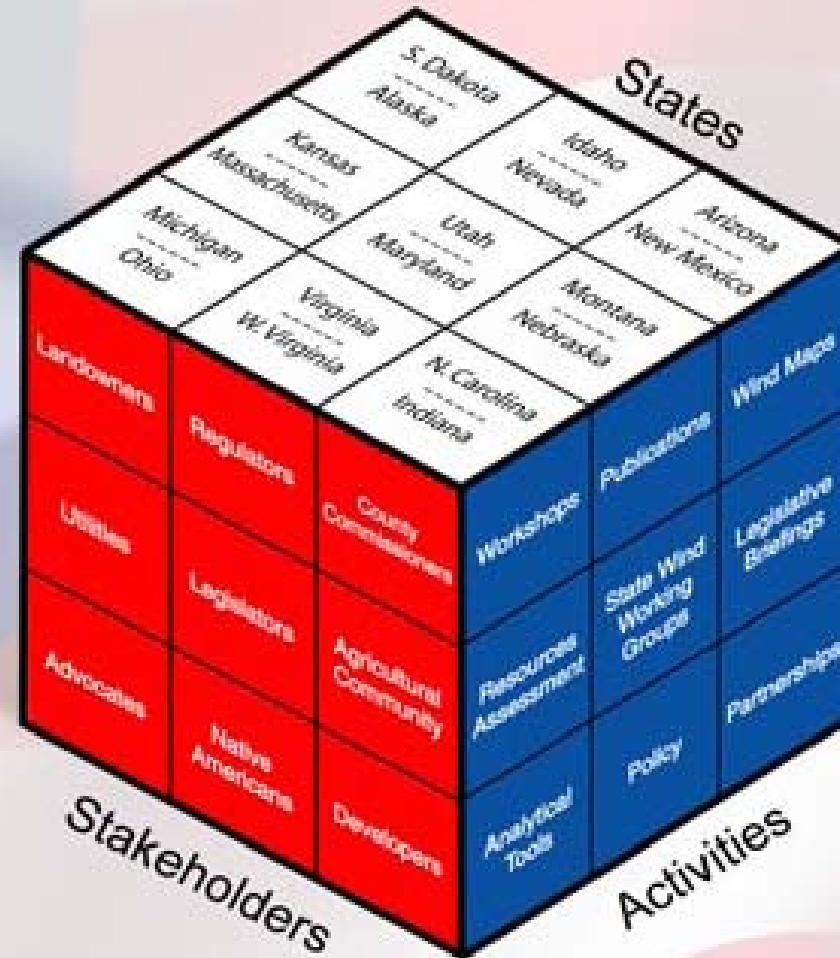 States
S. Dakota
------
Alaska
Idaho
------
Nevada
Arizona
------
New Mexico
Kansas
------
Massachusetts
Utah
------
Maryland
Montana
------
Nebraska
Michigan
------
Ohio
Virginia
------
W. Virginia
N. Carolina
------
Indiana
Landowners
Regulators
County
Commissioners
Utilities
Legislators
Agricultural
Community
Advocates
Native
Americans
Developers
Stakeholders
Workshops
Publications
Wind Maps
Resources
Assessment
State Wind
Working
Groups
Legislative
Briefings
Analytical
Tools
Policy
Partnerships
Activities